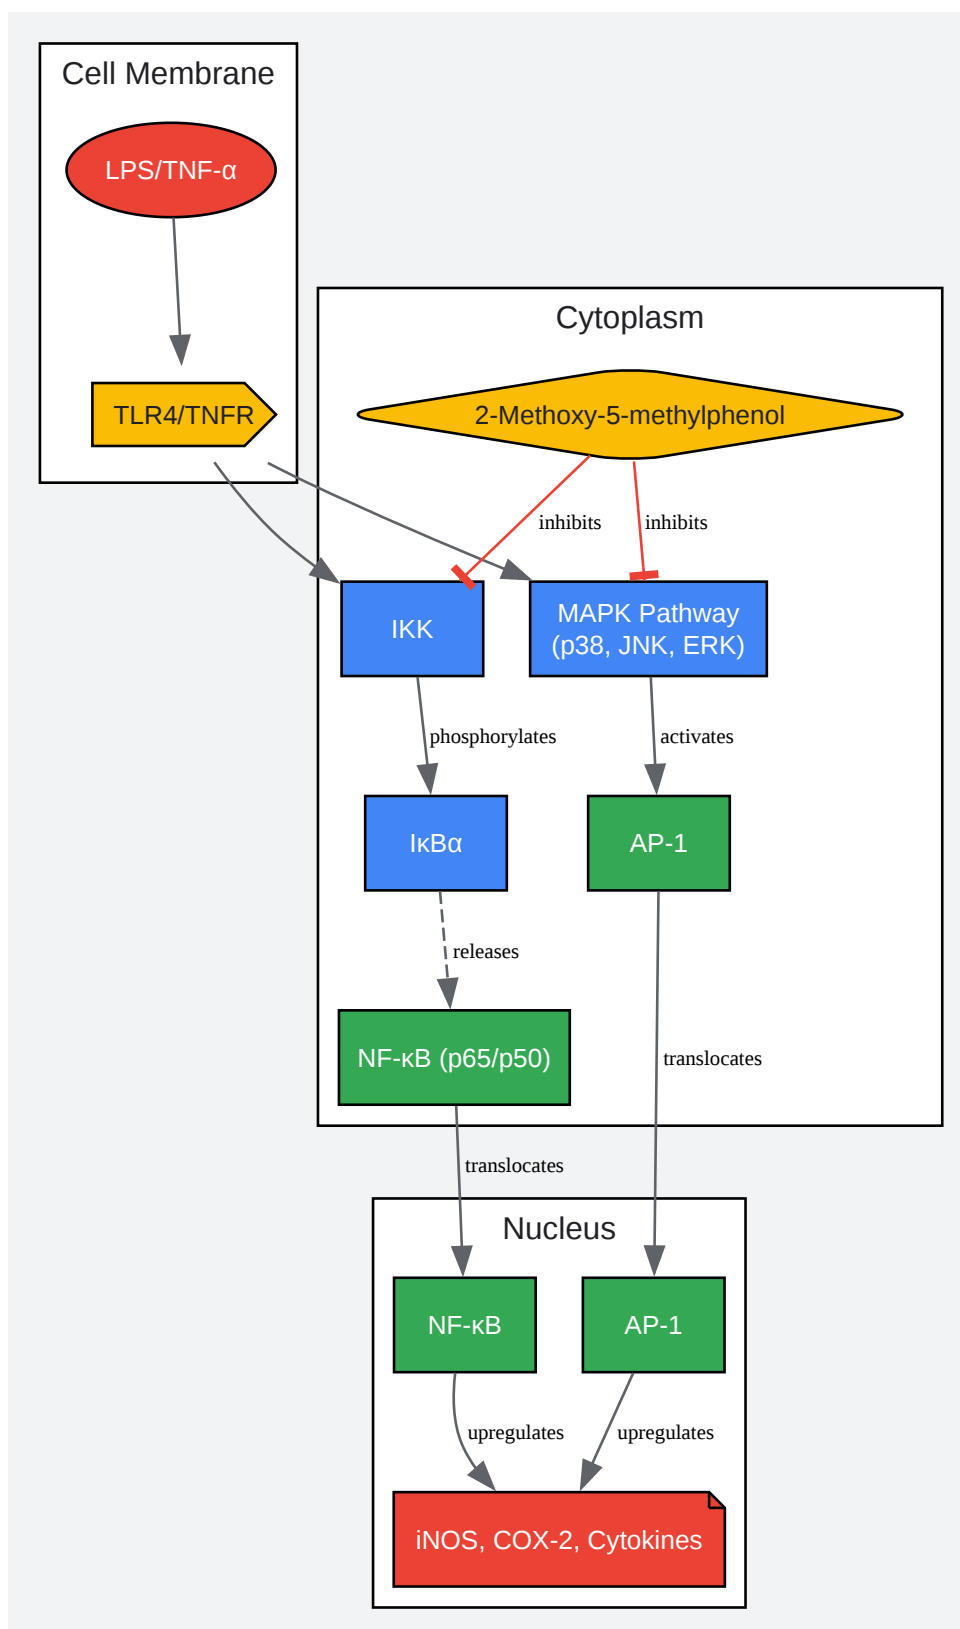 Cell Membrane
LPS/TNF-α
TLR4/TNFR
Cytoplasm
2-Methoxy-5-methylphenol
inhibits
inhibits
IKK
MAPK Pathway
(p38, JNK, ERK)
phosphorylates
activates
IκBα
AP-1
releases
NF-κB (p65/p50)
translocates
translocates
Nucleus
NF-κB
AP-1
upregulates
upregulates
iNOS, COX-2, Cytokines